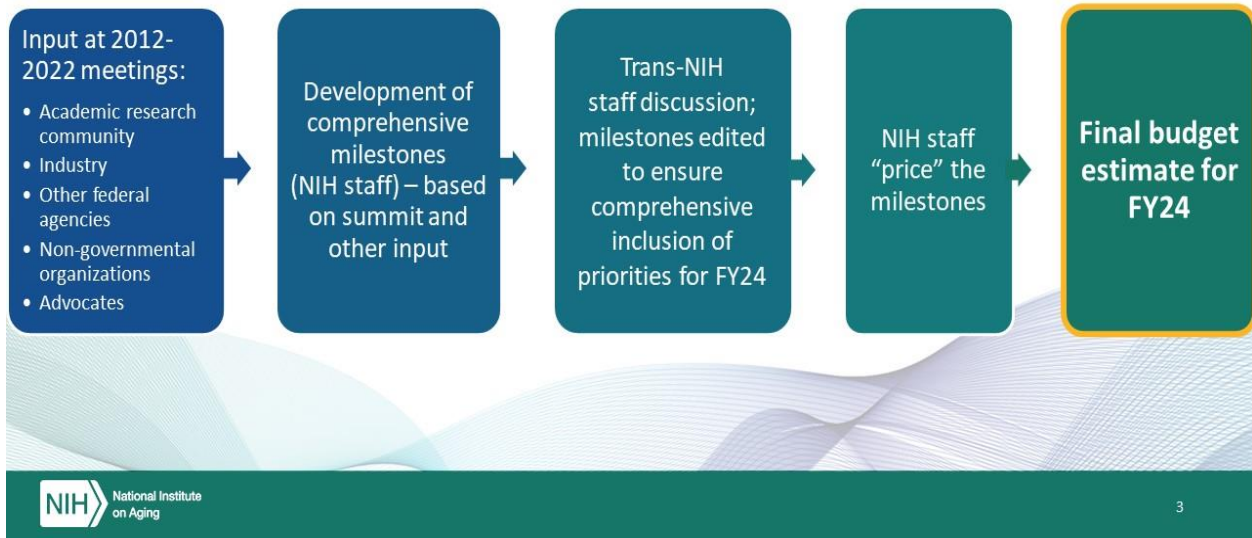 Input at 2012-
2022 meetings:
• Academic research
community
• Industry
• Other federal
agencies
• Non-governmental
organizations
• Advocates
Development of
comprehensive
milestones
(NIH staff) – based
on summit and
other input
Trans-NIH
staff discussion;
milestones edited
to ensure
comprehensive
inclusion of
priorities for FY24
NIH staff
“price” the
milestones
Final budget
estimate for
FY24
NIH
National Institute
on Aging
3